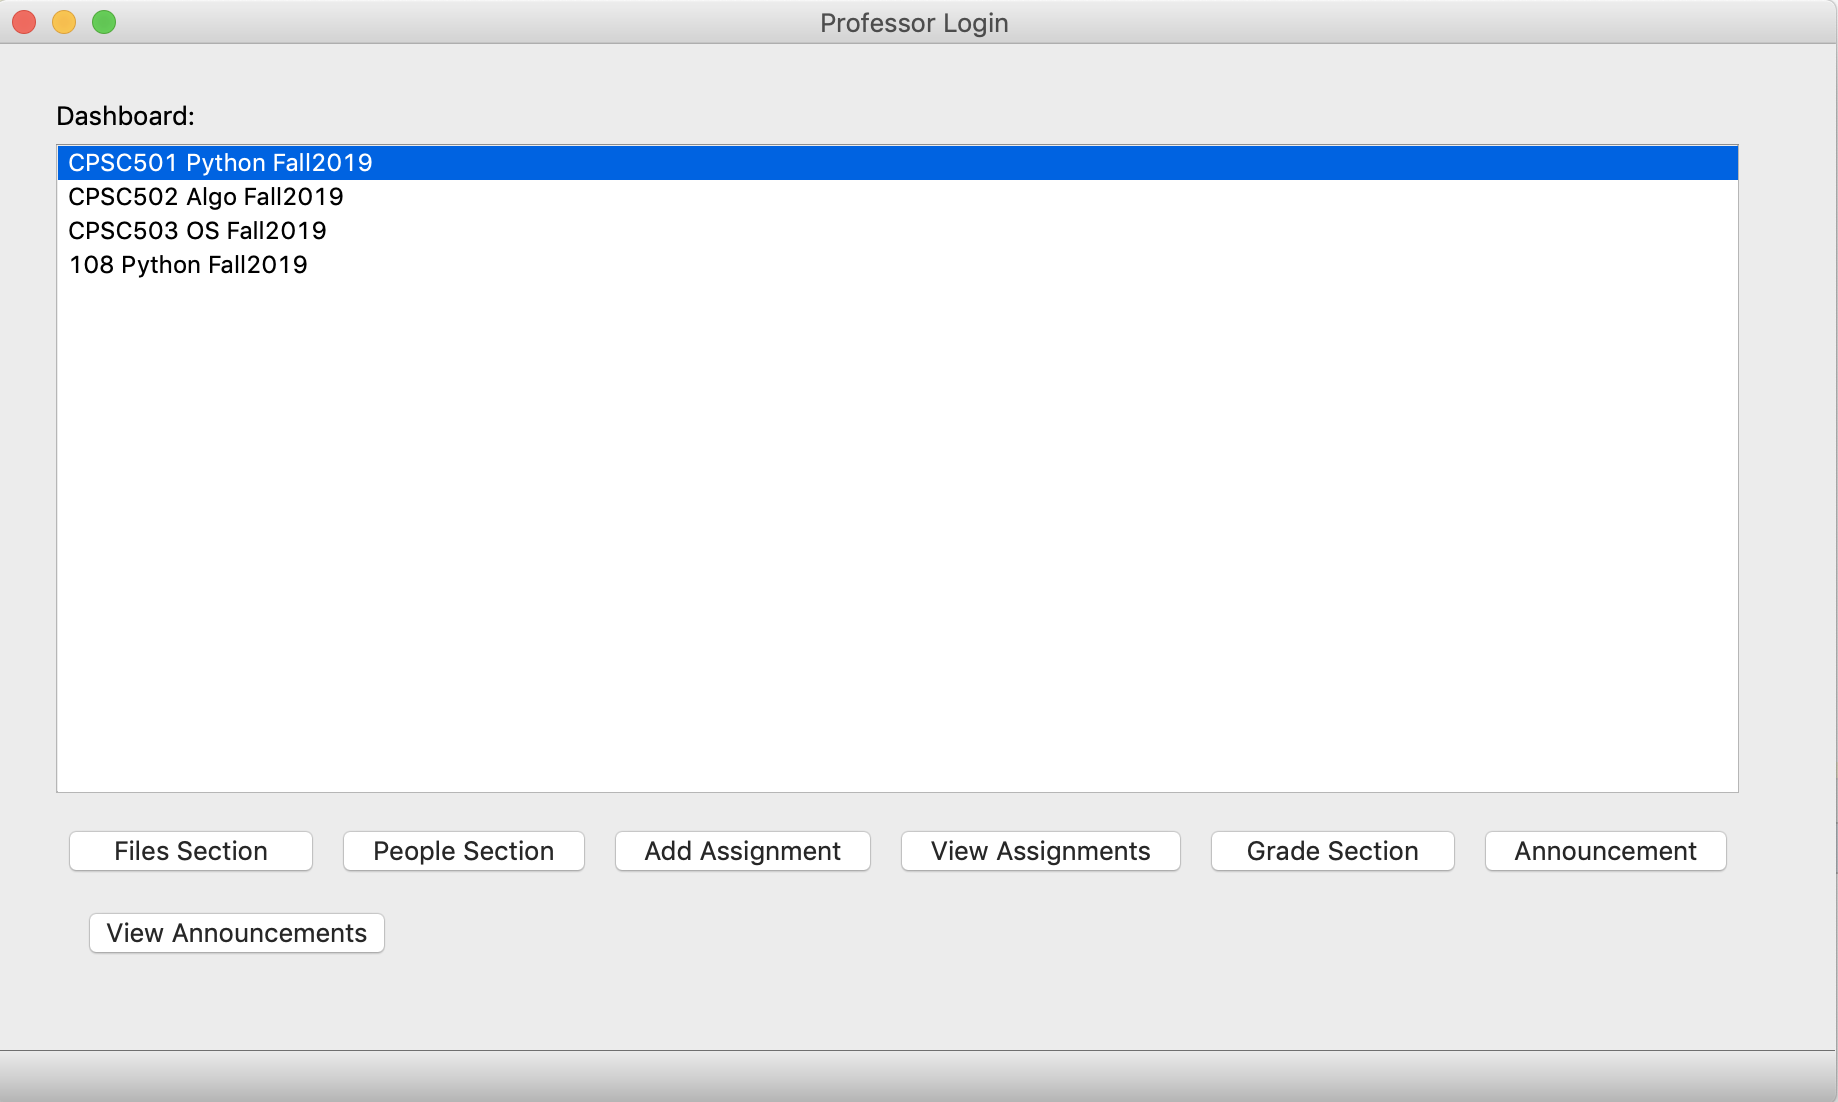 Professor Login
Dashboard:
CPSC501 Python Fall2019
CPSC502 Algo Fall2019
CPSC503 OS Fall2019
108 Python Fall2019
Files Section
People Section
Add Assignment
View Assignments
Grade Section
Announcement
View Announcements